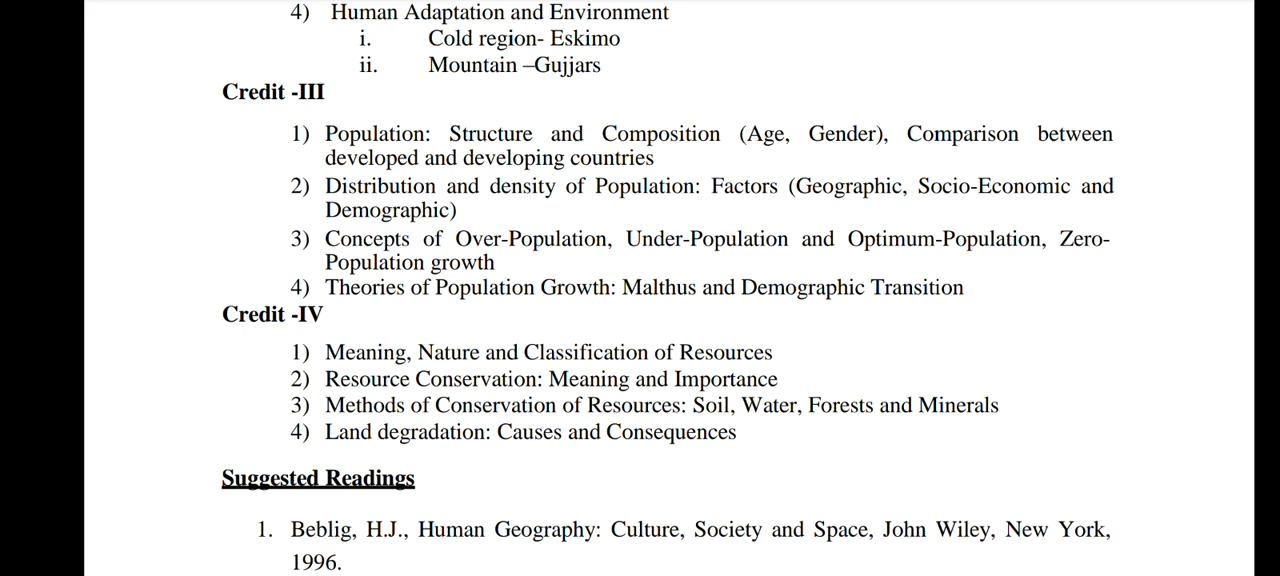 4) Human Adaptation and Environment
i. Cold region- Eskimo
ii. Mountain –Gujjars
Credit -III
1) Population: Structure and Composition (Age, Gender), Comparison between
developed and developing countries
2) Distribution and density of Population: Factors (Geographic, Socio-Economic and
Demographic)
3) Concepts of Over-Population, Under-Population and Optimum-Population, Zero-
Population growth
4) Theories of Population Growth: Malthus and Demographic Transition
Credit -IV
1) Meaning, Nature and Classification of Resources
2) Resource Conservation: Meaning and Importance
3) Methods of Conservation of Resources: Soil, Water, Forests and Minerals
4) Land degradation: Causes and Consequences
Suggested Readings
1. Beblig, H.J., Human Geography: Culture, Society and Space, John Wiley, New York,
1996.